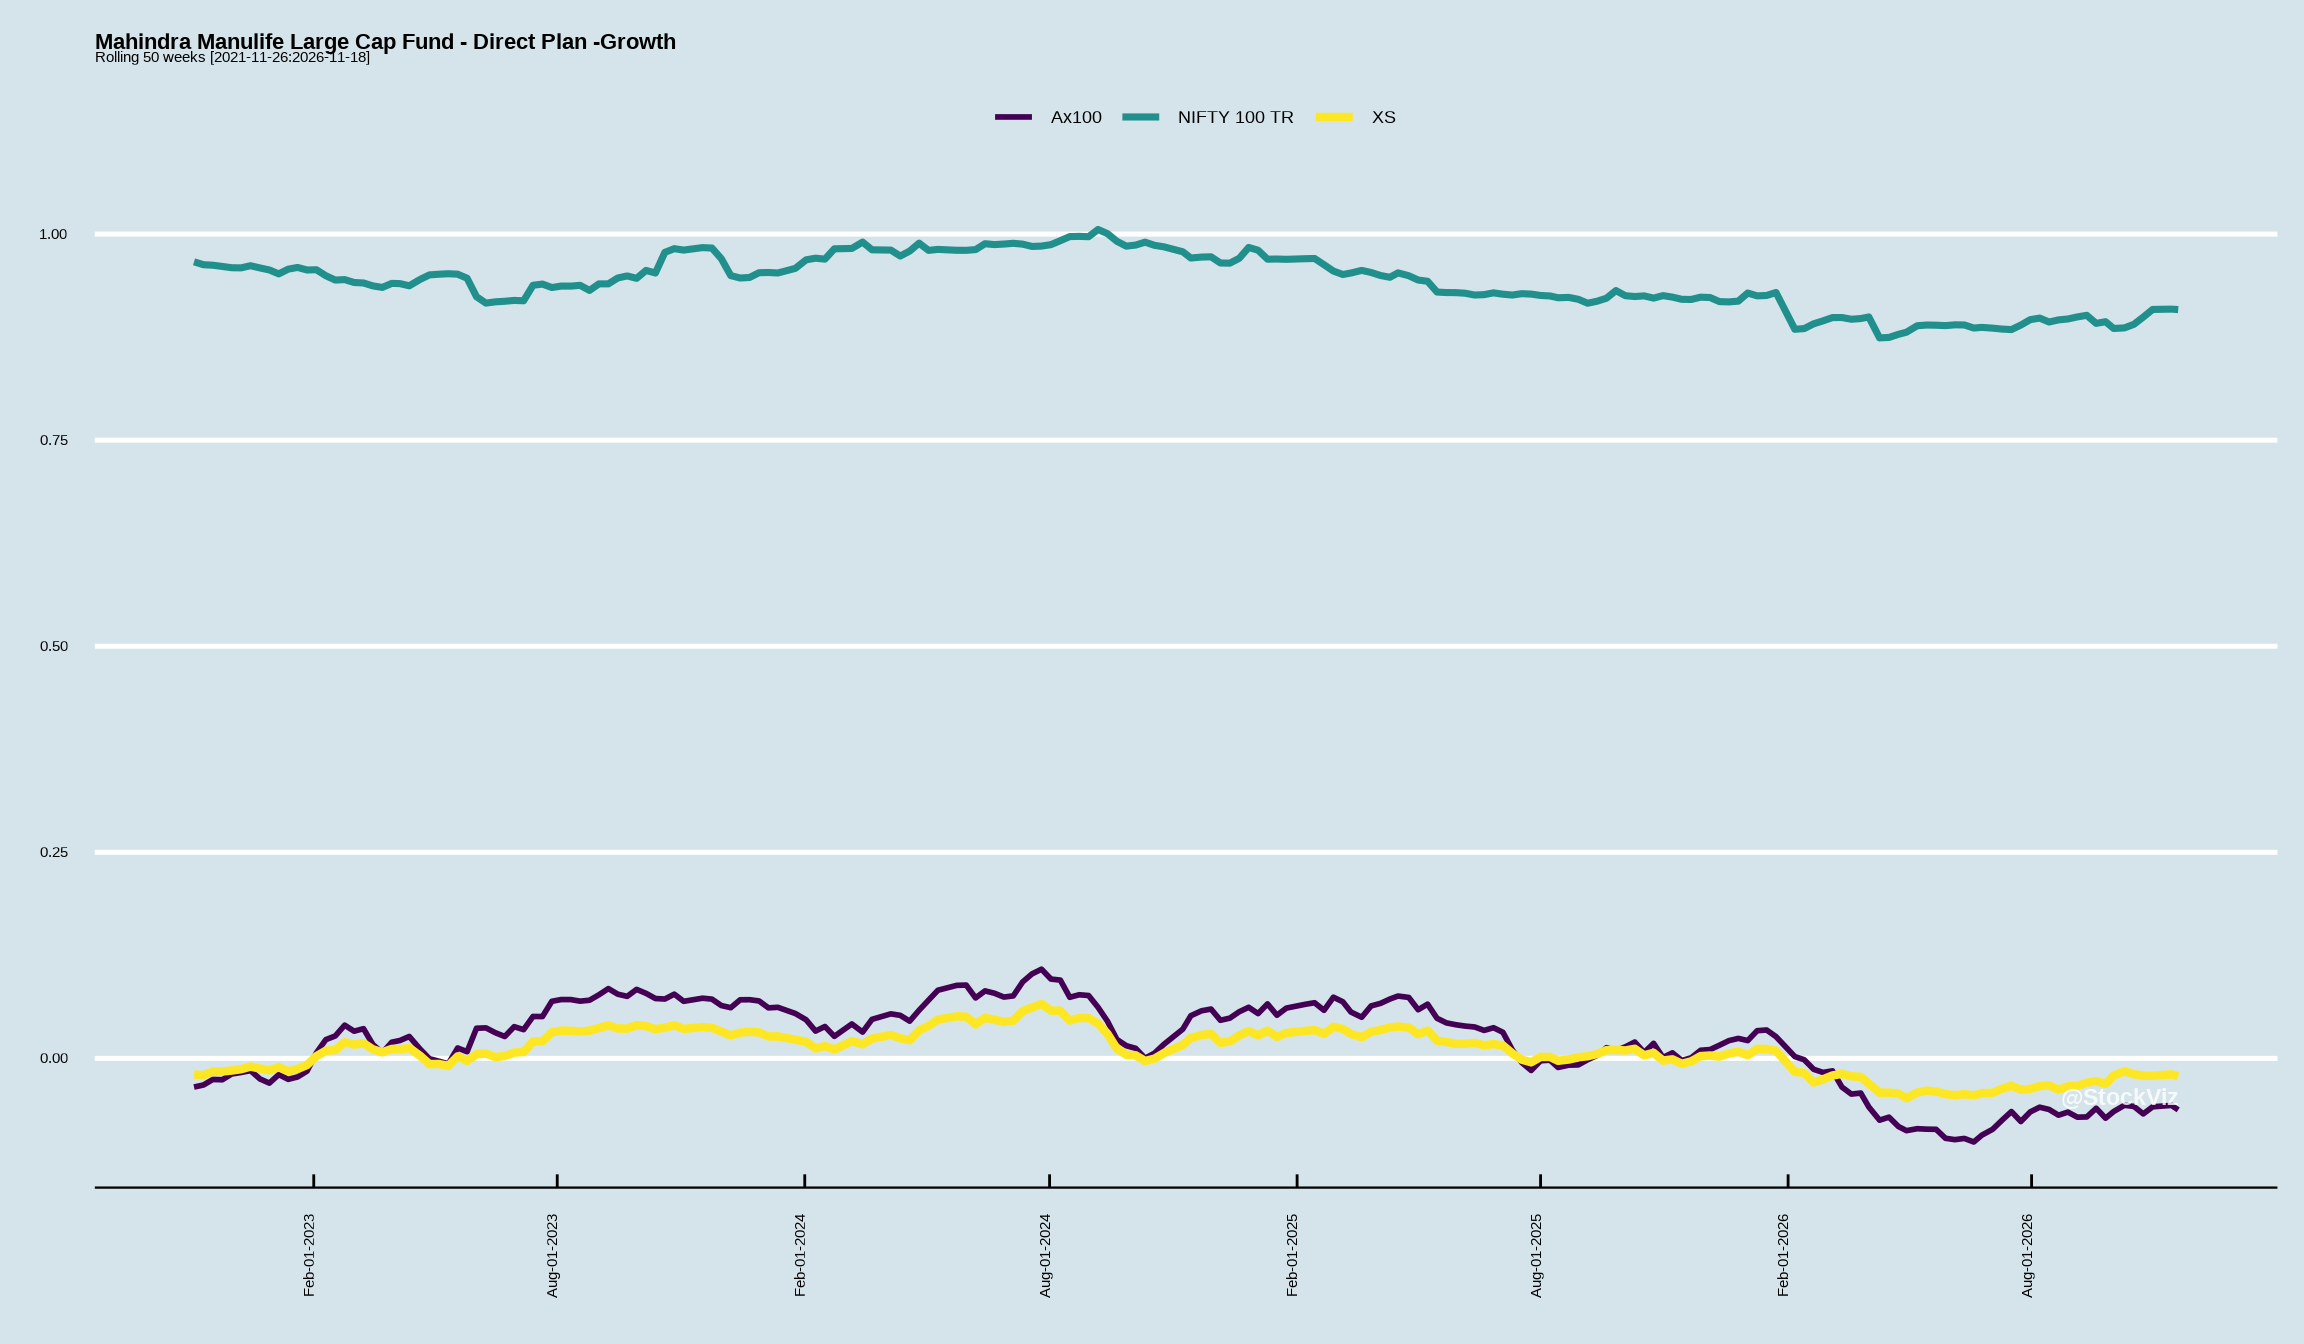 Mahindra Manulife Large Cap Fund - Direct Plan -Growth
Rolling 50 weeks [2021-11-26:2026-11-18]
Ax100 NIFTY 100 TR XS
1.00
0.75
0.50
0.25
0.00
@StockViz
Feb-01-2023 Aug-01-2023 Feb-01-2024 Aug-01-2024 Feb-01-2025 Aug-01-2025 Feb-01-2026 Aug-01-2026